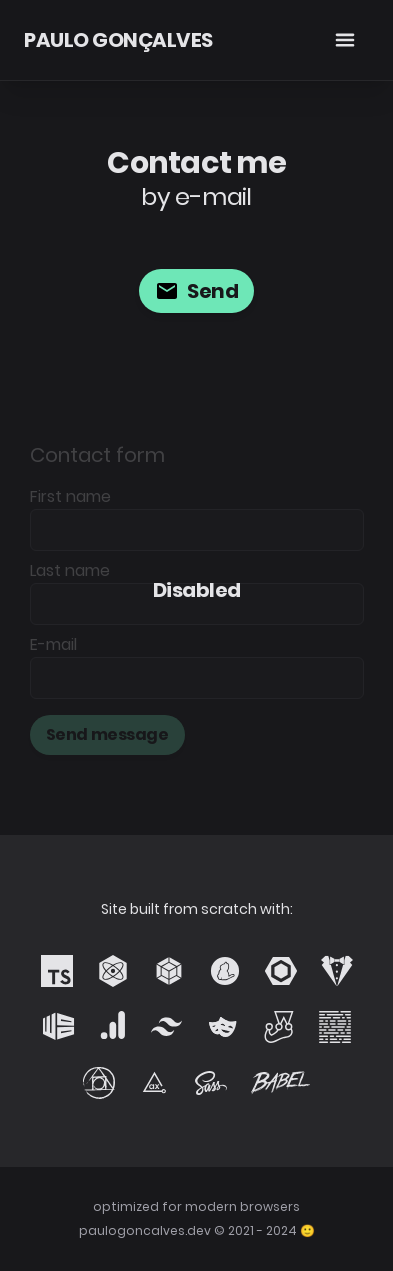 PAULO GONÇALVES
Contact me
by e-mail
Send
Contact form
First name
Last name
Disabled
E-mail
Send message
Site built from scratch with:
TS
ax
Sass
BABEL
optimized for modern browsers
paulogoncalves.dev © 2021 - 2024 🙂